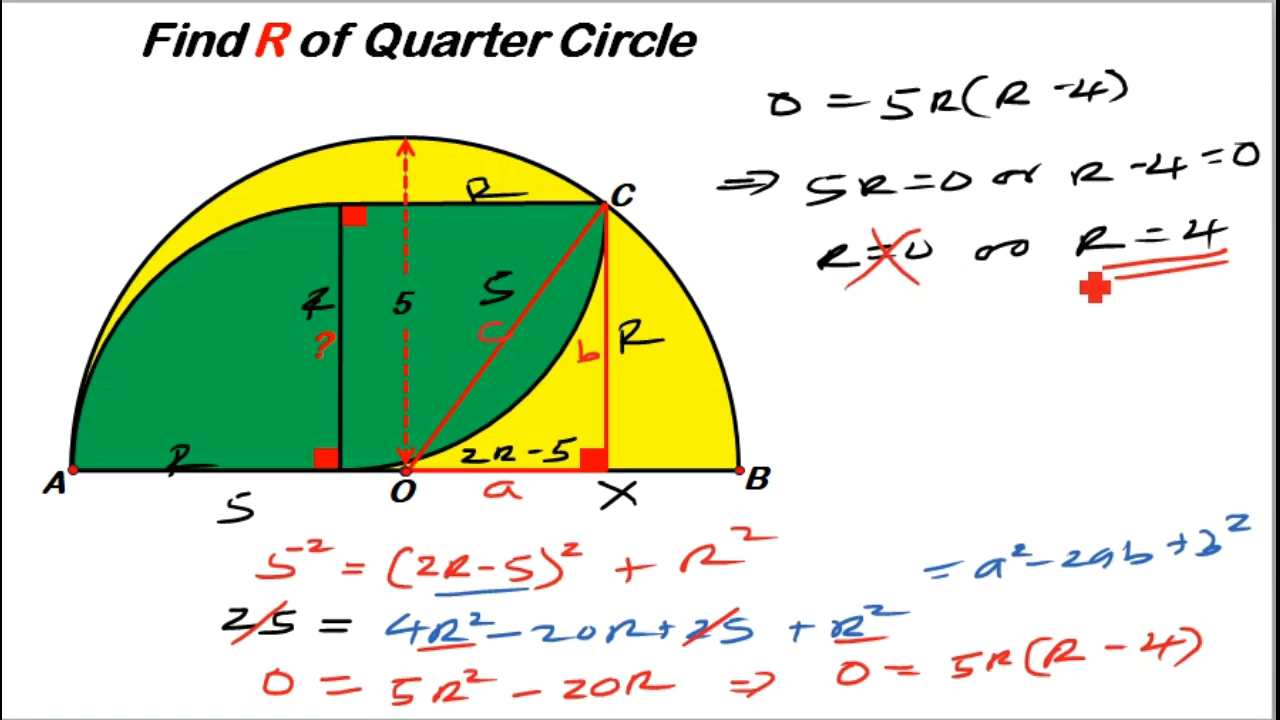 Find R of Quarter Circle
0 = 5R(R - 4)
⇒ 5R = 0 or R - 4 = 0
R = 0 or R = 4
R
C
5
5
c
?
b
R
R
2R - 5
A
O
B
5
a
X
5² = (2R - 5)² + R²
= a² - 2ab + b²
25 = 4R² - 20R + 25 + R²
0 = 5R² - 20R ⇒ 0 = 5R(R - 4)